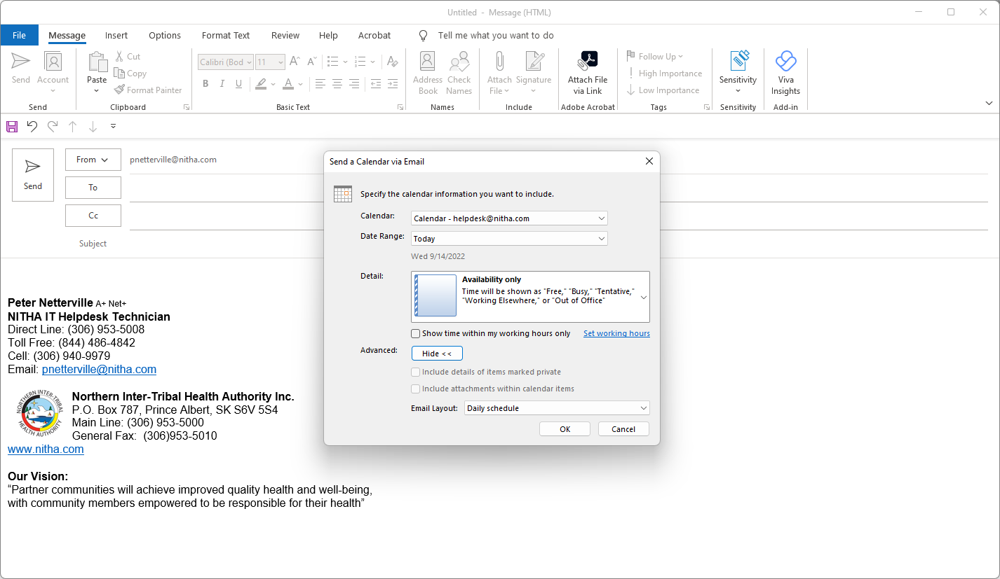 Untitled - Message (HTML)
File Message Insert Options Format Text Review Help Acrobat Tell me what you want to do
Send Account Paste Cut Copy Format Painter
Calibri (Bod 11
B I U
Address Book Check Names
Attach File Signature
Attach File via Link
Follow Up
High Importance
Low Importance
Sensitivity
Viva Insights
Send Clipboard Basic Text Names Include Adobe Acrobat Tags Sensitivity Add-in
Send
From pnetterville@nitha.com
To
Cc
Subject
Send a Calendar via Email
Specify the calendar information you want to include.
Calendar: Calendar - helpdesk@nitha.com
Date Range: Today
Wed 9/14/2022
Detail: Availability only
Time will be shown as "Free," "Busy," "Tentative,"
"Working Elsewhere," or "Out of Office"
Show time within my working hours only Set working hours
Advanced: Hide <<
Include details of items marked private
Include attachments within calendar items
Email Layout: Daily schedule
OK Cancel
Peter Netterville A+ Net+
NITHA IT Helpdesk Technician
Direct Line: (306) 953-5008
Toll Free: (844) 486-4842
Cell: (306) 940-9979
Email: pnetterville@nitha.com
NORTHERN INTER-TRIBAL
HEALTH AUTHORITY
Northern Inter-Tribal Health Authority Inc.
P.O. Box 787, Prince Albert, SK S6V 5S4
Main Line: (306) 953-5000
General Fax: (306)953-5010
www.nitha.com
Our Vision:
“Partner communities will achieve improved quality health and well-being,
with community members empowered to be responsible for their health”